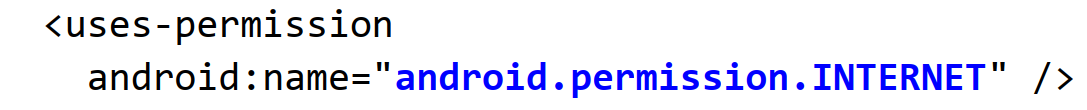 <uses-permission
android:name="android.permission.INTERNET" />